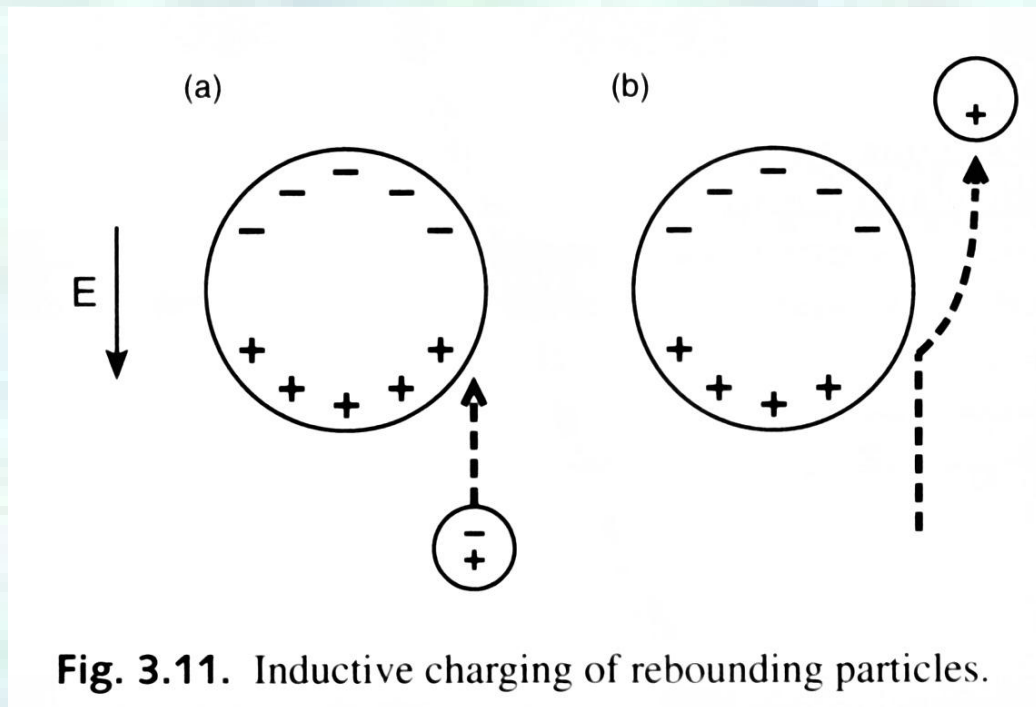 (a)
(b)
E
Fig. 3.11. Inductive charging of rebounding particles.